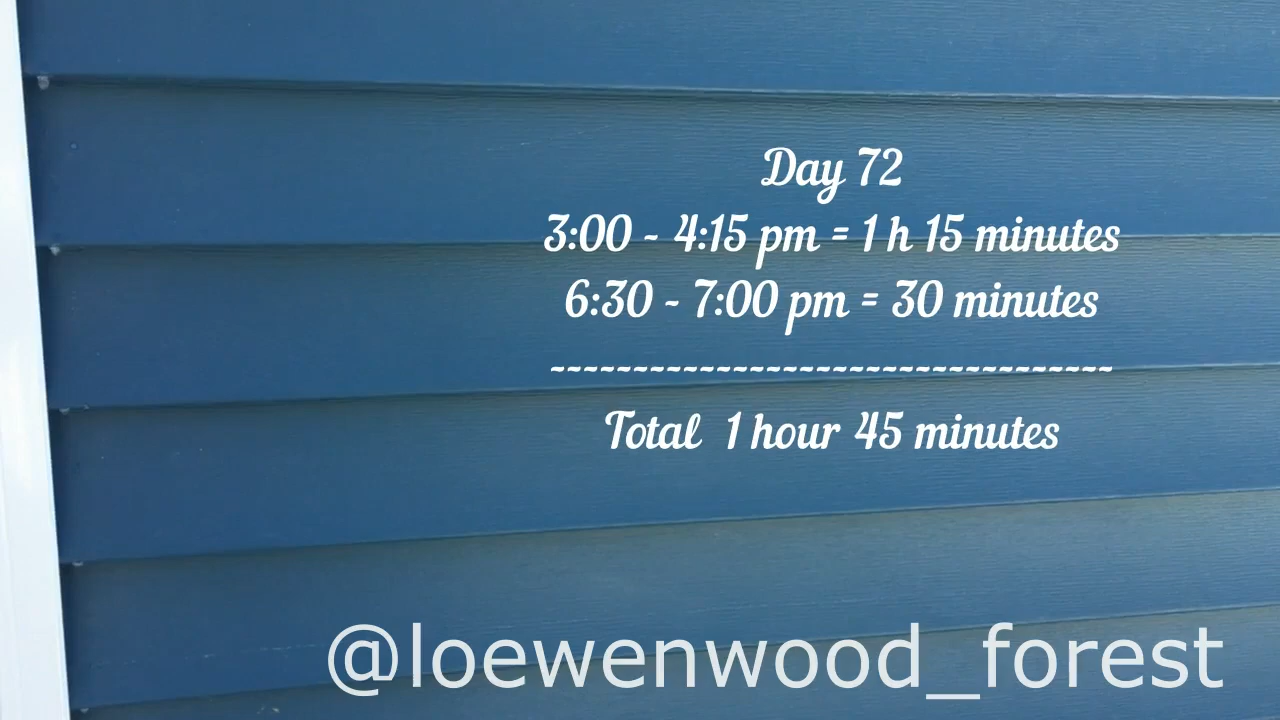 Day 72
3:00 - 4:15 pm = 1 h 15 minutes
6:30 - 7:00 pm = 30 minutes
----------------------------------
Total 1 hour 45 minutes
@loewenwood_forest